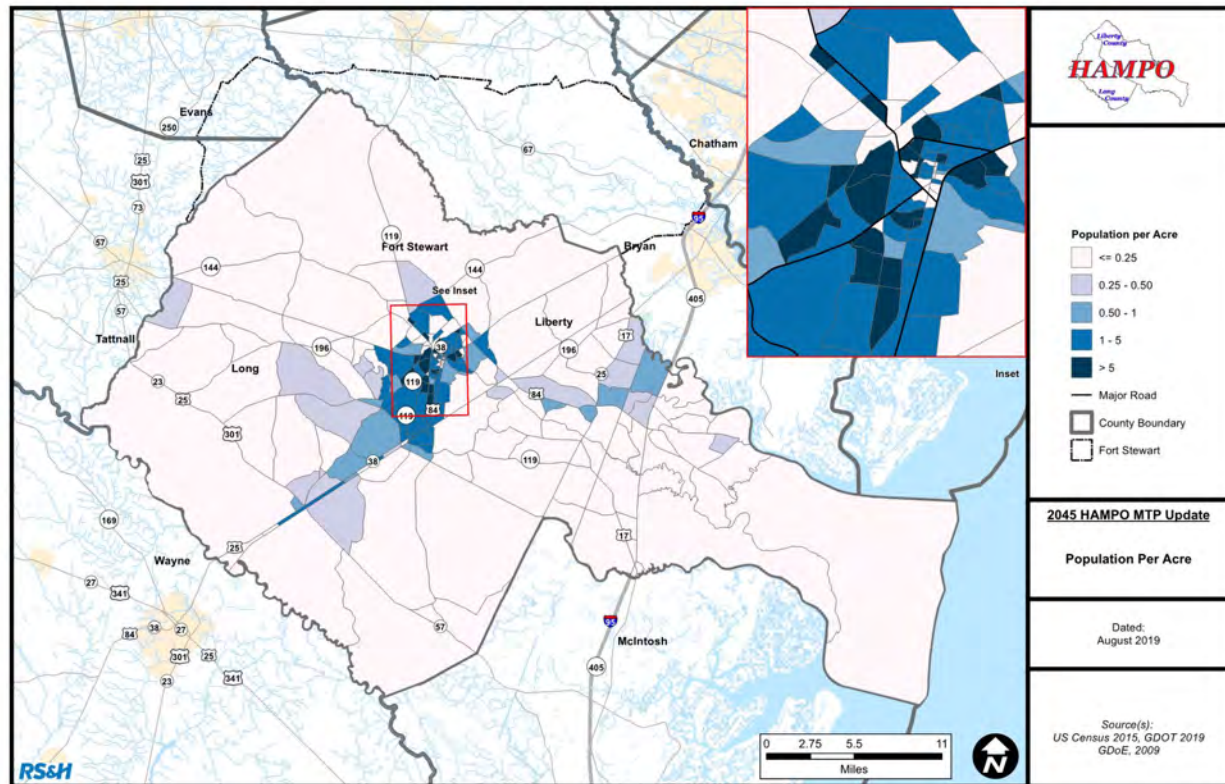 Evans
250
67
Chatham
25
301
73
95
57
119
Fort Stewart
Bryan
144
144
25
See Inset
405
57
Tattnall
Liberty
17
38
196
196
Long
25
23
119
84
25
119
84
301
119
38
169
25
17
Wayne
27
341
57
95
McIntosh
84
38
27
301
25
405
23
341
Inset
0 2.75 5.5 11
Miles
N
RS&H
Liberty
County
HAMPO
Long
County
Population per Acre
<= 0.25
0.25 - 0.50
0.50 - 1
1 - 5
> 5
Major Road
County Boundary
Fort Stewart
2045 HAMPO MTP Update
Population Per Acre
Dated:
August 2019
Source(s):
US Census 2015, GDOT 2019
GDoE, 2009